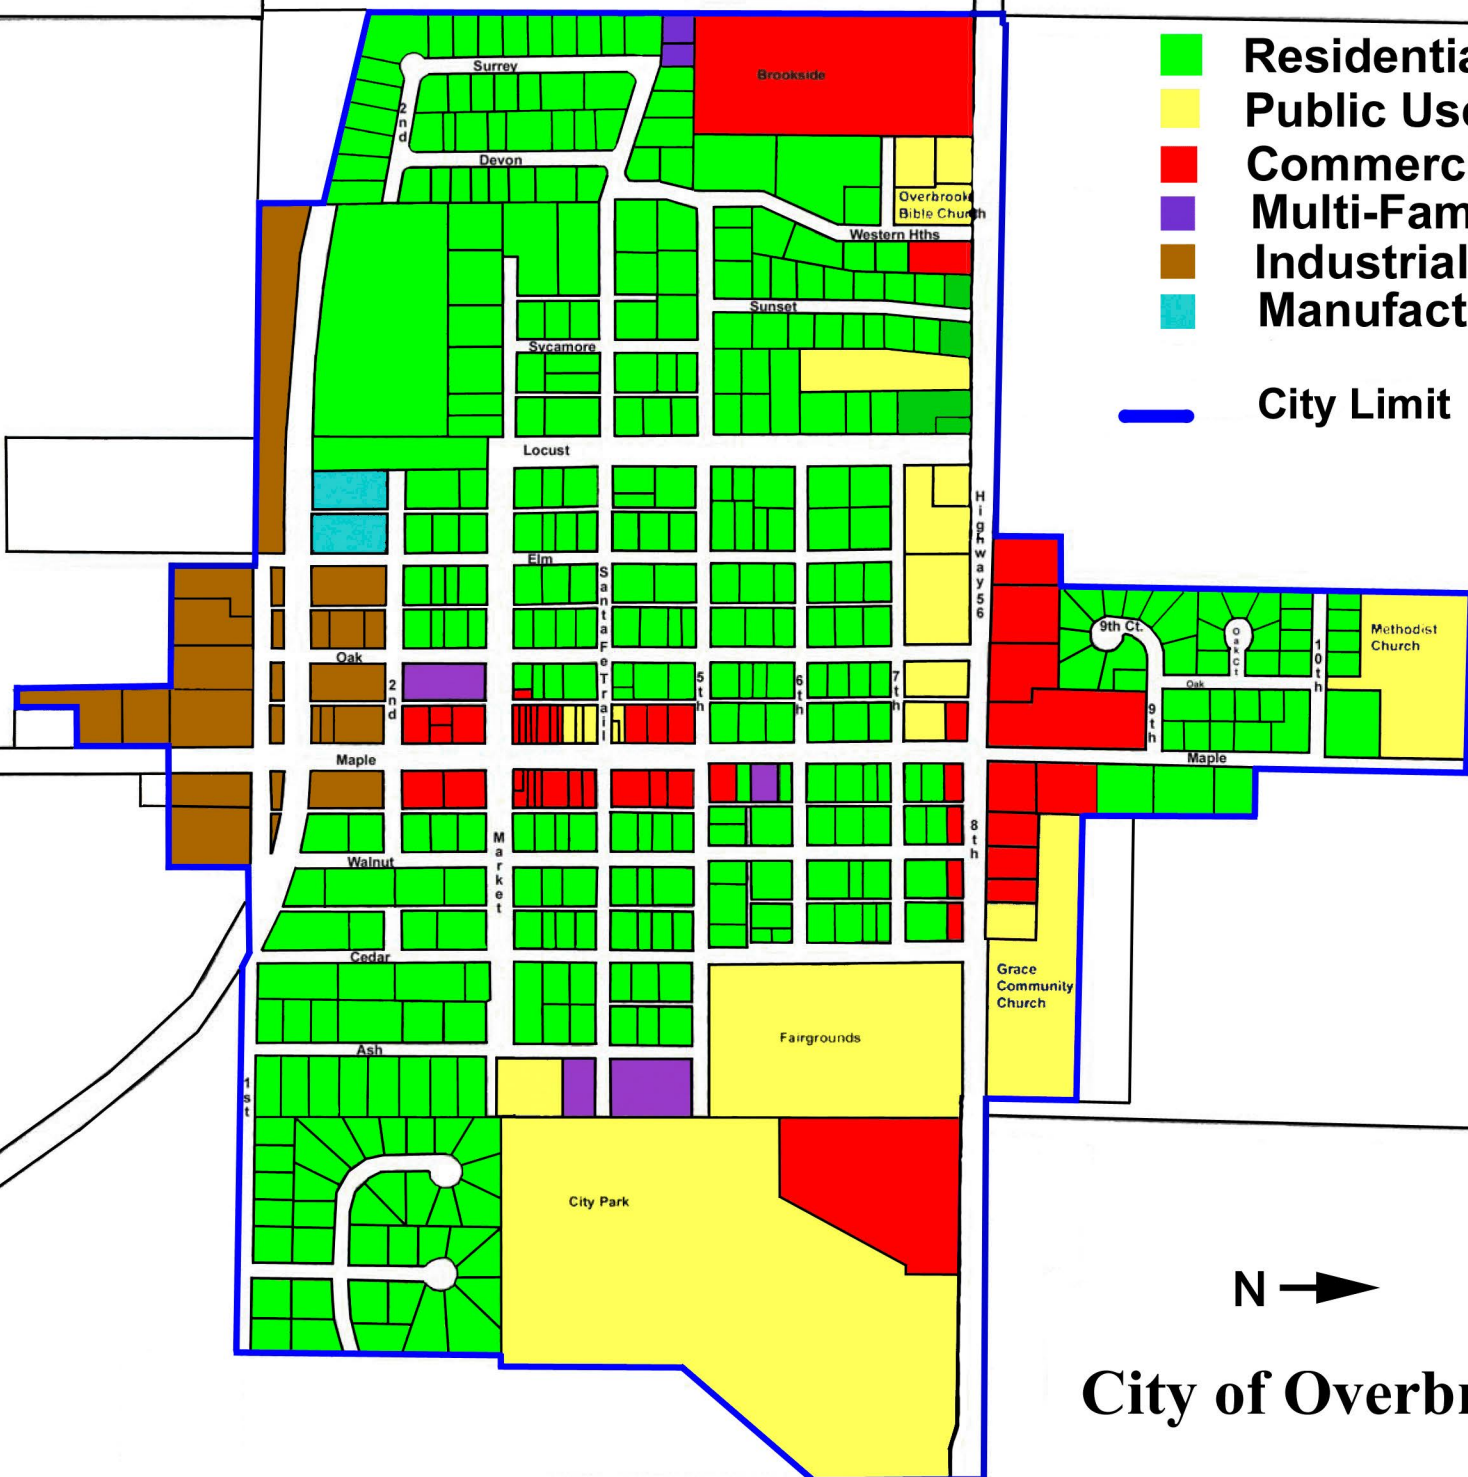 Residentia
Public Use
Commerc
Multi-Fam
Industrial
Manufact
City Limit
Surrey
2nd
Devon
Brookside
Overbrook
Bible Church
Western Hths
Sunset
Sycamore
Locust
Highway 56
Elm
Santa Fe Trail
Oak
2nd
5th
6th
7th
9th Ct.
Oak Ct
10th
Methodist
Church
Oak
9th
Maple
Maple
Market
8th
Walnut
Cedar
Grace
Community
Church
Fairgrounds
Ash
1st
City Park
N
City of Overbr